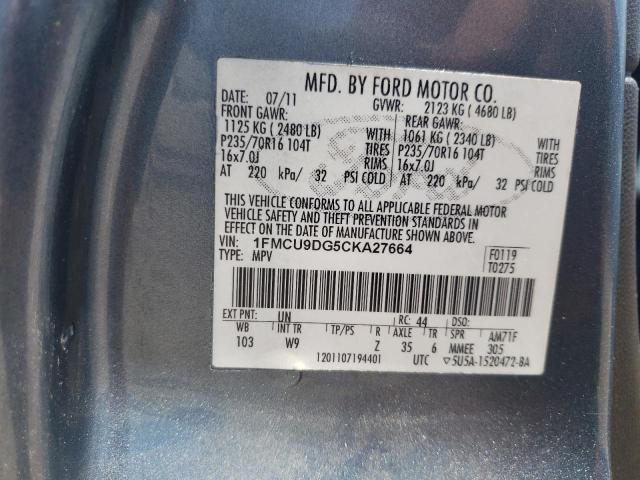 MFD. BY FORD MOTOR CO.
DATE: 07/11 GVWR: 2123 KG ( 4680 LB)
FRONT GAWR: REAR GAWR:
1125 KG ( 2480 LB) WITH 1061 KG ( 2340 LB) WITH
P235/70R16 104T TIRES P235/70R16 104T TIRES
16x7.0J RIMS 16x7.0J RIMS
AT 220 kPa/ 32 PSI COLD AT 220 kPa/ 32 PSI COLD
THIS VEHICLE CONFORMS TO ALL APPLICABLE FEDERAL MOTOR
VEHICLE SAFETY AND THEFT PREVENTION STANDARDS IN
EFFECT ON THE DATE OF MANUFACTURE SHOWN ABOVE.
VIN: 1FMCU9DG5CKA27664 F0119
TYPE: MPV T0275
EXT PNT: UN RC: 44 DSO:
WB INT TR TP/PS R AXLE TR SPR AM71F
103 W9 Z 35 6 MMEE 305
1201107194401 UTC ▽5U5A-1520472-BA